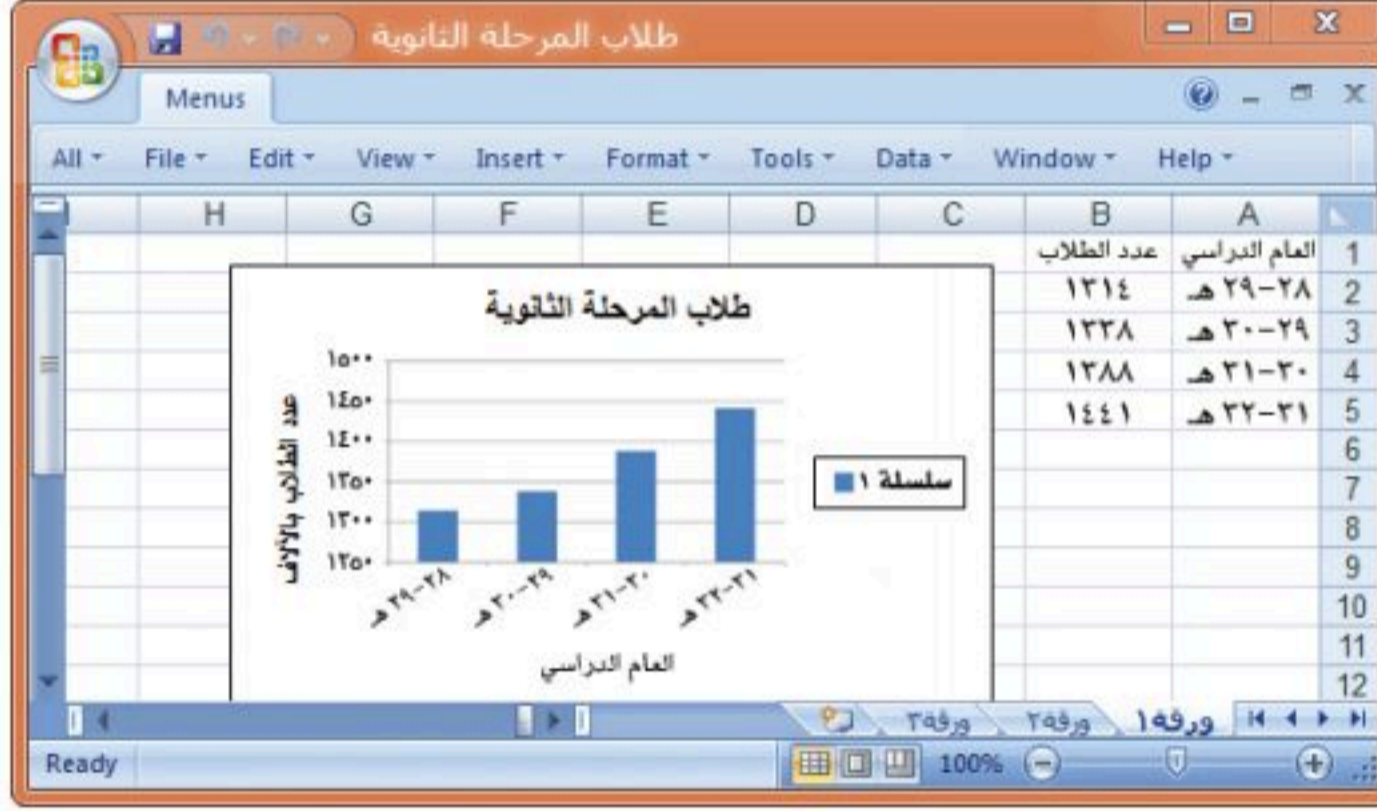 طلاب المرحلة الثانوية
Menus
All File Edit View Insert Format Tools Data Window Help
H G F E D C B A
العام الدراسي عدد الطلاب 1
٢٨-٢٩ هـ ١٣١٤ 2
٢٩-٣٠ هـ ١٣٣٨ 3
٣٠-٣١ هـ ١٣٨٨ 4
٣١-٣٢ هـ ١٤٤١ 5
6
7
8
9
10
11
12
طلاب المرحلة الثانوية
عدد الطلاب بالآلاف
١٥٠٠
١٤٥٠
١٤٠٠
١٣٥٠
١٣٠٠
١٢٥٠
٢٨-٢٩ هـ
٢٩-٣٠ هـ
٣٠-٣١ هـ
٣١-٣٢ هـ
العام الدراسي
سلسلة ١
ورقة١ ورقة٢ ورقة٣
Ready 100%